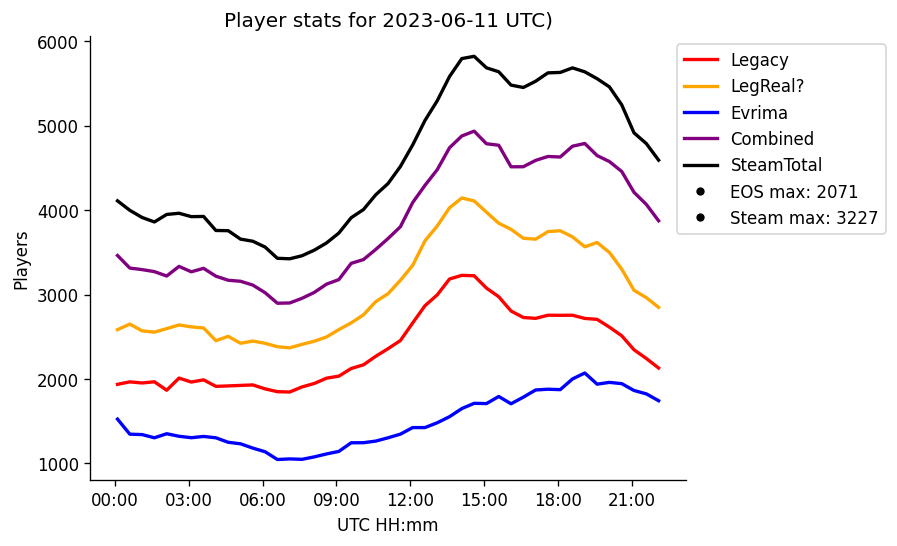 Player stats for 2023-06-11 UTC)
6000
5000
4000
3000
2000
1000
Players
00:00 03:00 06:00 09:00 12:00 15:00 18:00 21:00
UTC HH:mm
Legacy
LegReal?
Evrima
Combined
SteamTotal
EOS max: 2071
Steam max: 3227